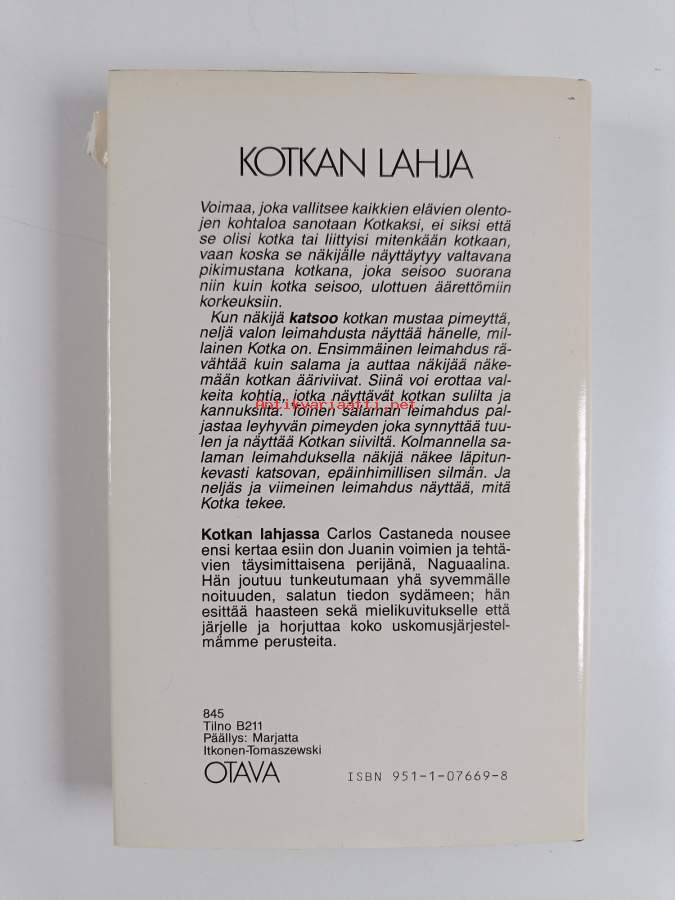 KOTKAN LAHJA
Voimaa, joka vallitsee kaikkien elävien olento-
jen kohtaloa sanotaan Kotkaksi, ei siksi että
se olisi kotka tai liittyisi mitenkään kotkaan,
vaan koska se näkijälle näyttäytyy valtavana
pikimustana kotkana, joka seisoo suorana
niin kuin kotka seisoo, ulottuen äärettömiin
korkeuksiin.
Kun näkijä katsoo kotkan mustaa pimeyttä,
neljä valon leimahdusta näyttää hänelle, mil-
lainen Kotka on. Ensimmäinen leimahdus rä-
vähtää kuin salama ja auttaa näkijää näke-
mään kotkan ääriviivat. Siinä voi erottaa val-
keita kohtia, jotka näyttävät kotkan sulilta ja
Antikvariaatti.net
kannuksilta. Toinen salaman leimahdus pal-
jastaa leyhyvän pimeyden joka synnyttää tuu-
len ja näyttää Kotkan siiviltä. Kolmannella sa-
laman leimahduksella näkijä näkee läpitun-
kevasti katsovan, epäinhimillisen silmän. Ja
neljäs ja viimeinen leimahdus näyttää, mitä
Kotka tekee.
Kotkan lahjassa Carlos Castaneda nousee
ensi kertaa esiin don Juanin voimien ja tehtä-
vien täysimittaisena perijänä, Naguaalina.
Hän joutuu tunkeutumaan yhä syvemmälle
noituuden, salatun tiedon sydämeen; hän
esittää haasteen sekä mielikuvitukselle että
järjelle ja horjuttaa koko uskomusjärjestel-
mämme perusteita.
845
Tilno B211
Päällys: Marjatta
Itkonen-Tomaszewski
OTAVA
ISBN 951-1-07669-8